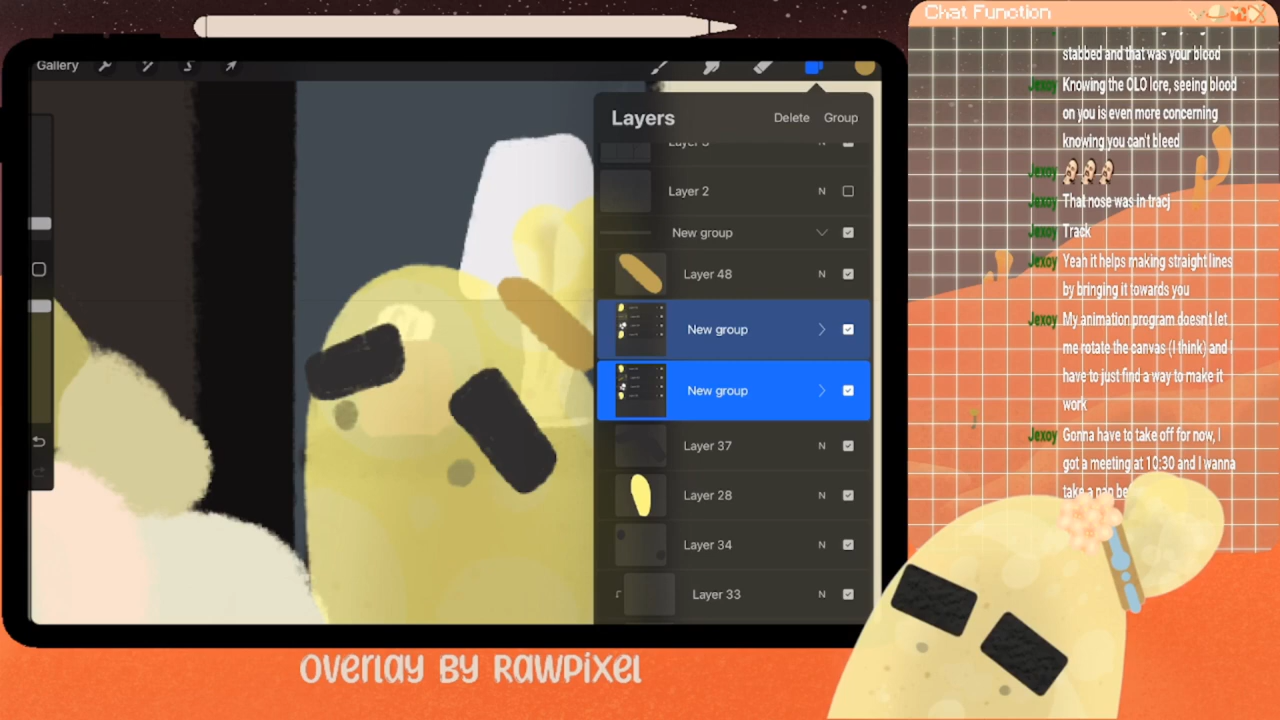 Gallery
Layers
Delete
Group
Layer 2
N
New group
Layer 48
N
New group
New group
Layer 37
N
Layer 28
N
Layer 34
N
Layer 33
N
Chat Function
stabbed and that was your blood
Jexoy Knowing the OLO lore, seeing blood
on you is even more concerning
knowing you can't bleed
Jexoy
Jexoy That nose was in tracj
Jexoy Track
Jexoy Yeah it helps making straight lines
by bringing it towards you
Jexoy My animation program doesn't let
me rotate the canvas (I think) and I
have to just find a way to make it
work
Jexoy Gonna have to take off for now, I
got a meeting at 10:30 and I wanna
take a nap
OVERLAY BY RAWPIXEL